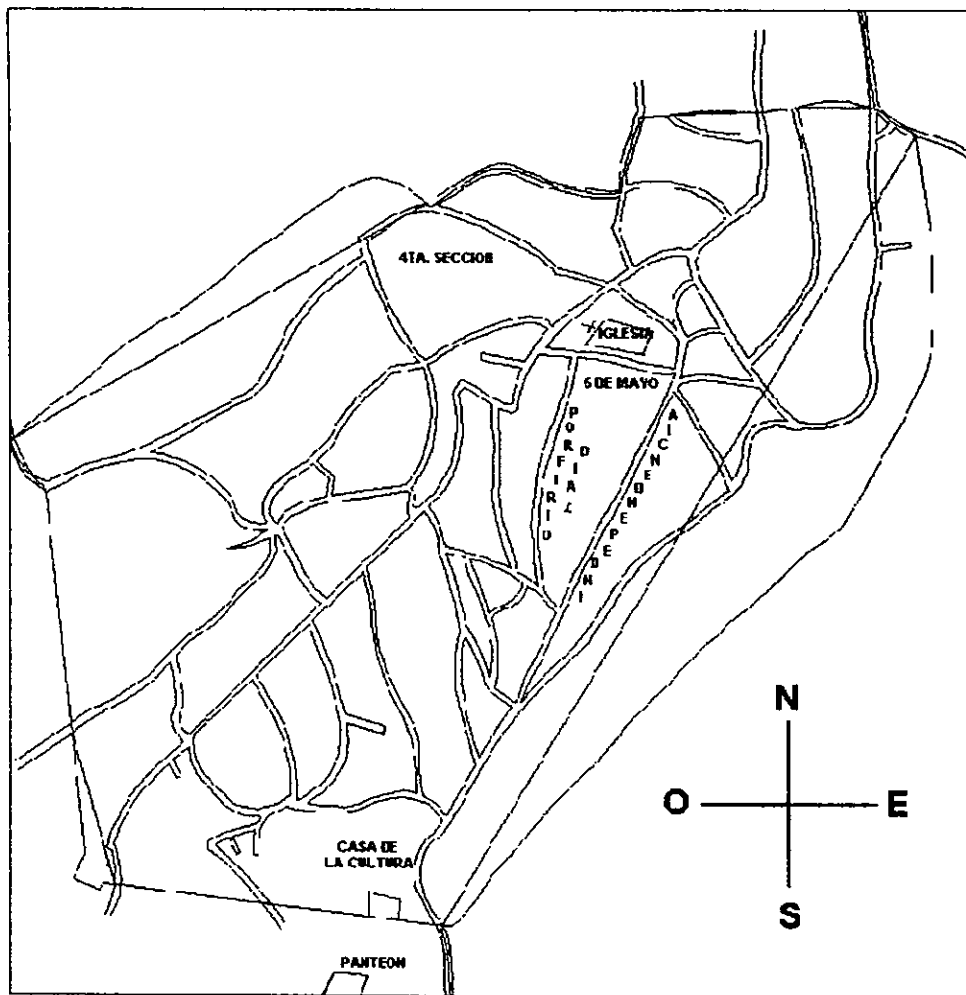 4TA. SECCION
IGLESIA
5 DE MAYO
PORFIRIO
DIAZ
INDEPENDENCIA
N
O
E
S
CASA DE
LA CULTURA
PANTEON